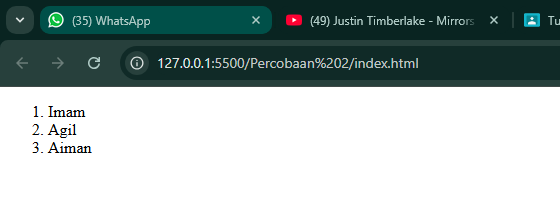 (35) WhatsApp
(49) Justin Timberlake - Mirrors
Tu
127.0.0.1:5500/Percobaan%202/index.html
1. Imam
2. Agil
3. Aiman